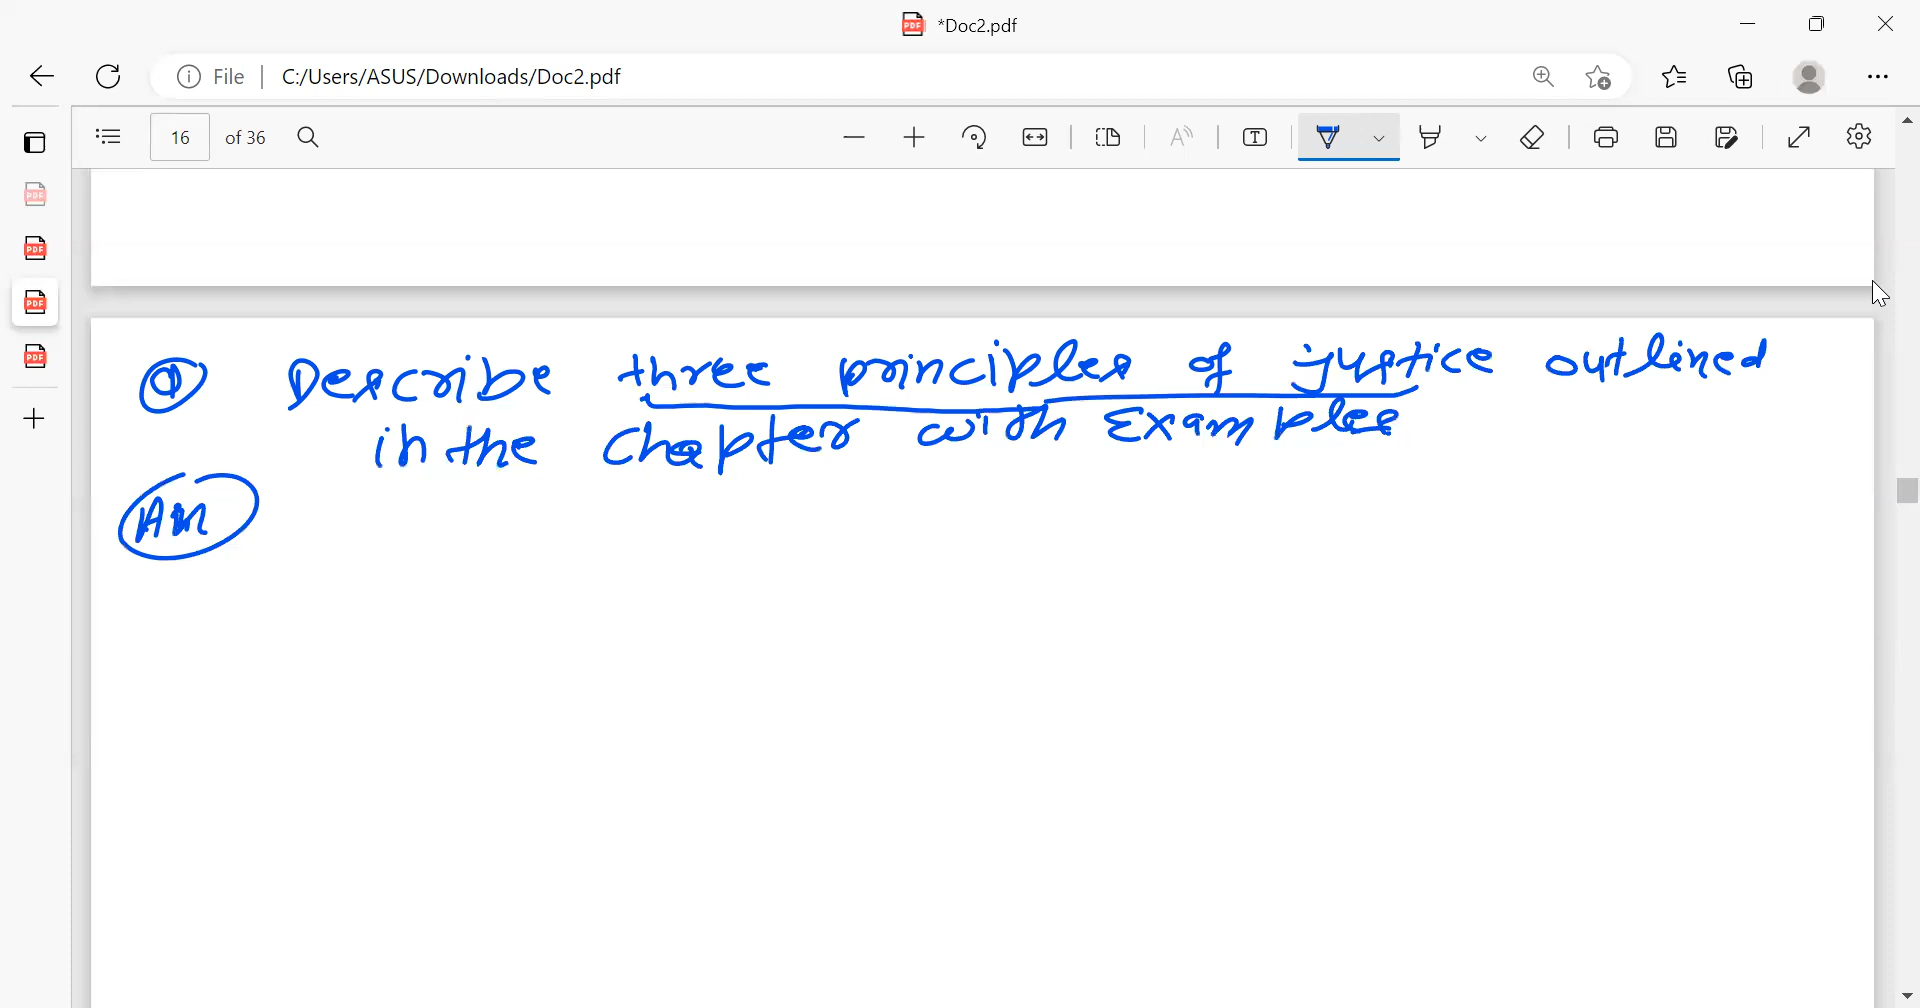 *Doc2.pdf
File | C:/Users/ASUS/Downloads/Doc2.pdf
16 of 36
Q Describe three principles of justice outlined
in the chapter with Examples
Ans